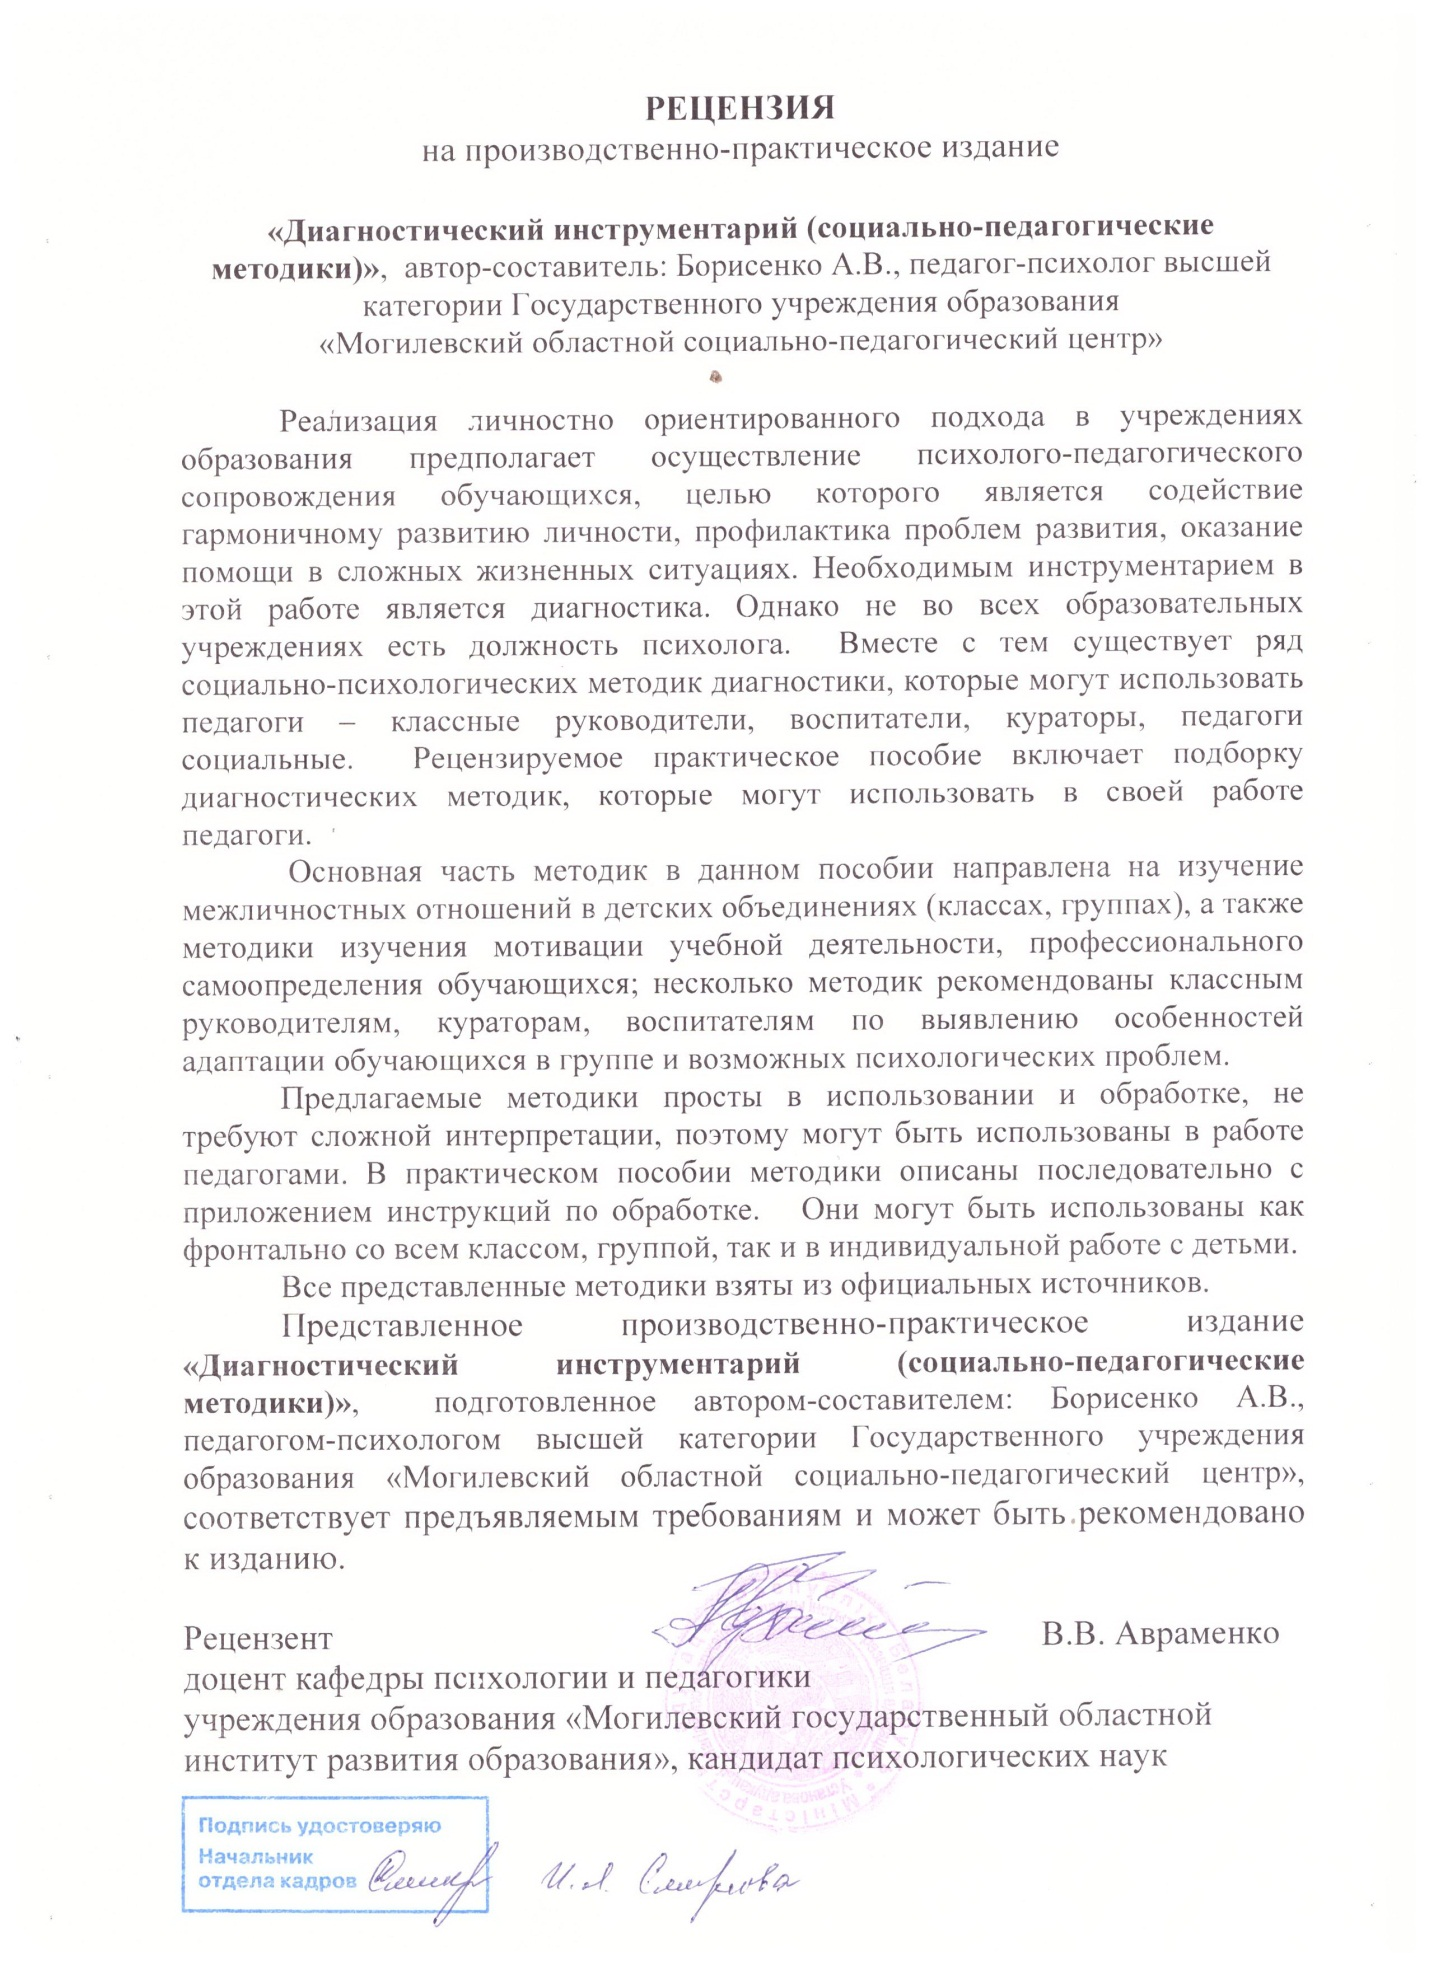 РЕЦЕНЗИЯ
на производственно-практическое издание
«Диагностический инструментарий (социально-педагогические
методики)», автор-составитель: Борисенко А.В., педагог-психолог высшей
категории Государственного учреждения образования
«Могилевский областной социально-педагогический центр»
Реализация личностно ориентированного подхода в учреждениях
образования предполагает осуществление психолого-педагогического
сопровождения обучающихся, целью которого является содействие
гармоничному развитию личности, профилактика проблем развития, оказание
помощи в сложных жизненных ситуациях. Необходимым инструментарием в
этой работе является диагностика. Однако не во всех образовательных
учреждениях есть должность психолога. Вместе с тем существует ряд
социально-психологических методик диагностики, которые могут использовать
педагоги – классные руководители, воспитатели, кураторы, педагоги
социальные. Рецензируемое практическое пособие включает подборку
диагностических методик, которые могут использовать в своей работе
педагоги.
Основная часть методик в данном пособии направлена на изучение
межличностных отношений в детских объединениях (классах, группах), а также
методики изучения мотивации учебной деятельности, профессионального
самоопределения обучающихся; несколько методик рекомендованы классным
руководителям, кураторам, воспитателям по выявлению особенностей
адаптации обучающихся в группе и возможных психологических проблем.
Предлагаемые методики просты в использовании и обработке, не
требуют сложной интерпретации, поэтому могут быть использованы в работе
педагогами. В практическом пособии методики описаны последовательно с
приложением инструкций по обработке. Они могут быть использованы как
фронтально со всем классом, группой, так и в индивидуальной работе с детьми.
Все представленные методики взяты из официальных источников.
Представленное производственно-практическое издание
«Диагностический инструментарий (социально-педагогические
методики)», подготовленное автором-составителем: Борисенко А.В.,
педагогом-психологом высшей категории Государственного учреждения
образования «Могилевский областной социально-педагогический центр»,
соответствует предъявляемым требованиям и может быть рекомендовано
к изданию.
Рецензент В.В. Авраменко
доцент кафедры психологии и педагогики
учреждения образования «Могилевский государственный областной
институт развития образования», кандидат психологических наук
Подпись удостоверяю
Начальник
отдела кадров